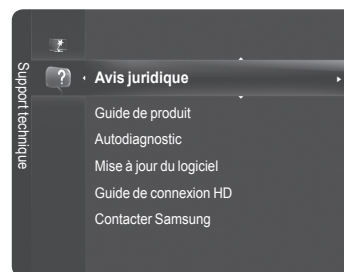 Support technique
?
Avis juridique
Guide de produit
Autodiagnostic
Mise à jour du logiciel
Guide de connexion HD
Contacter Samsung